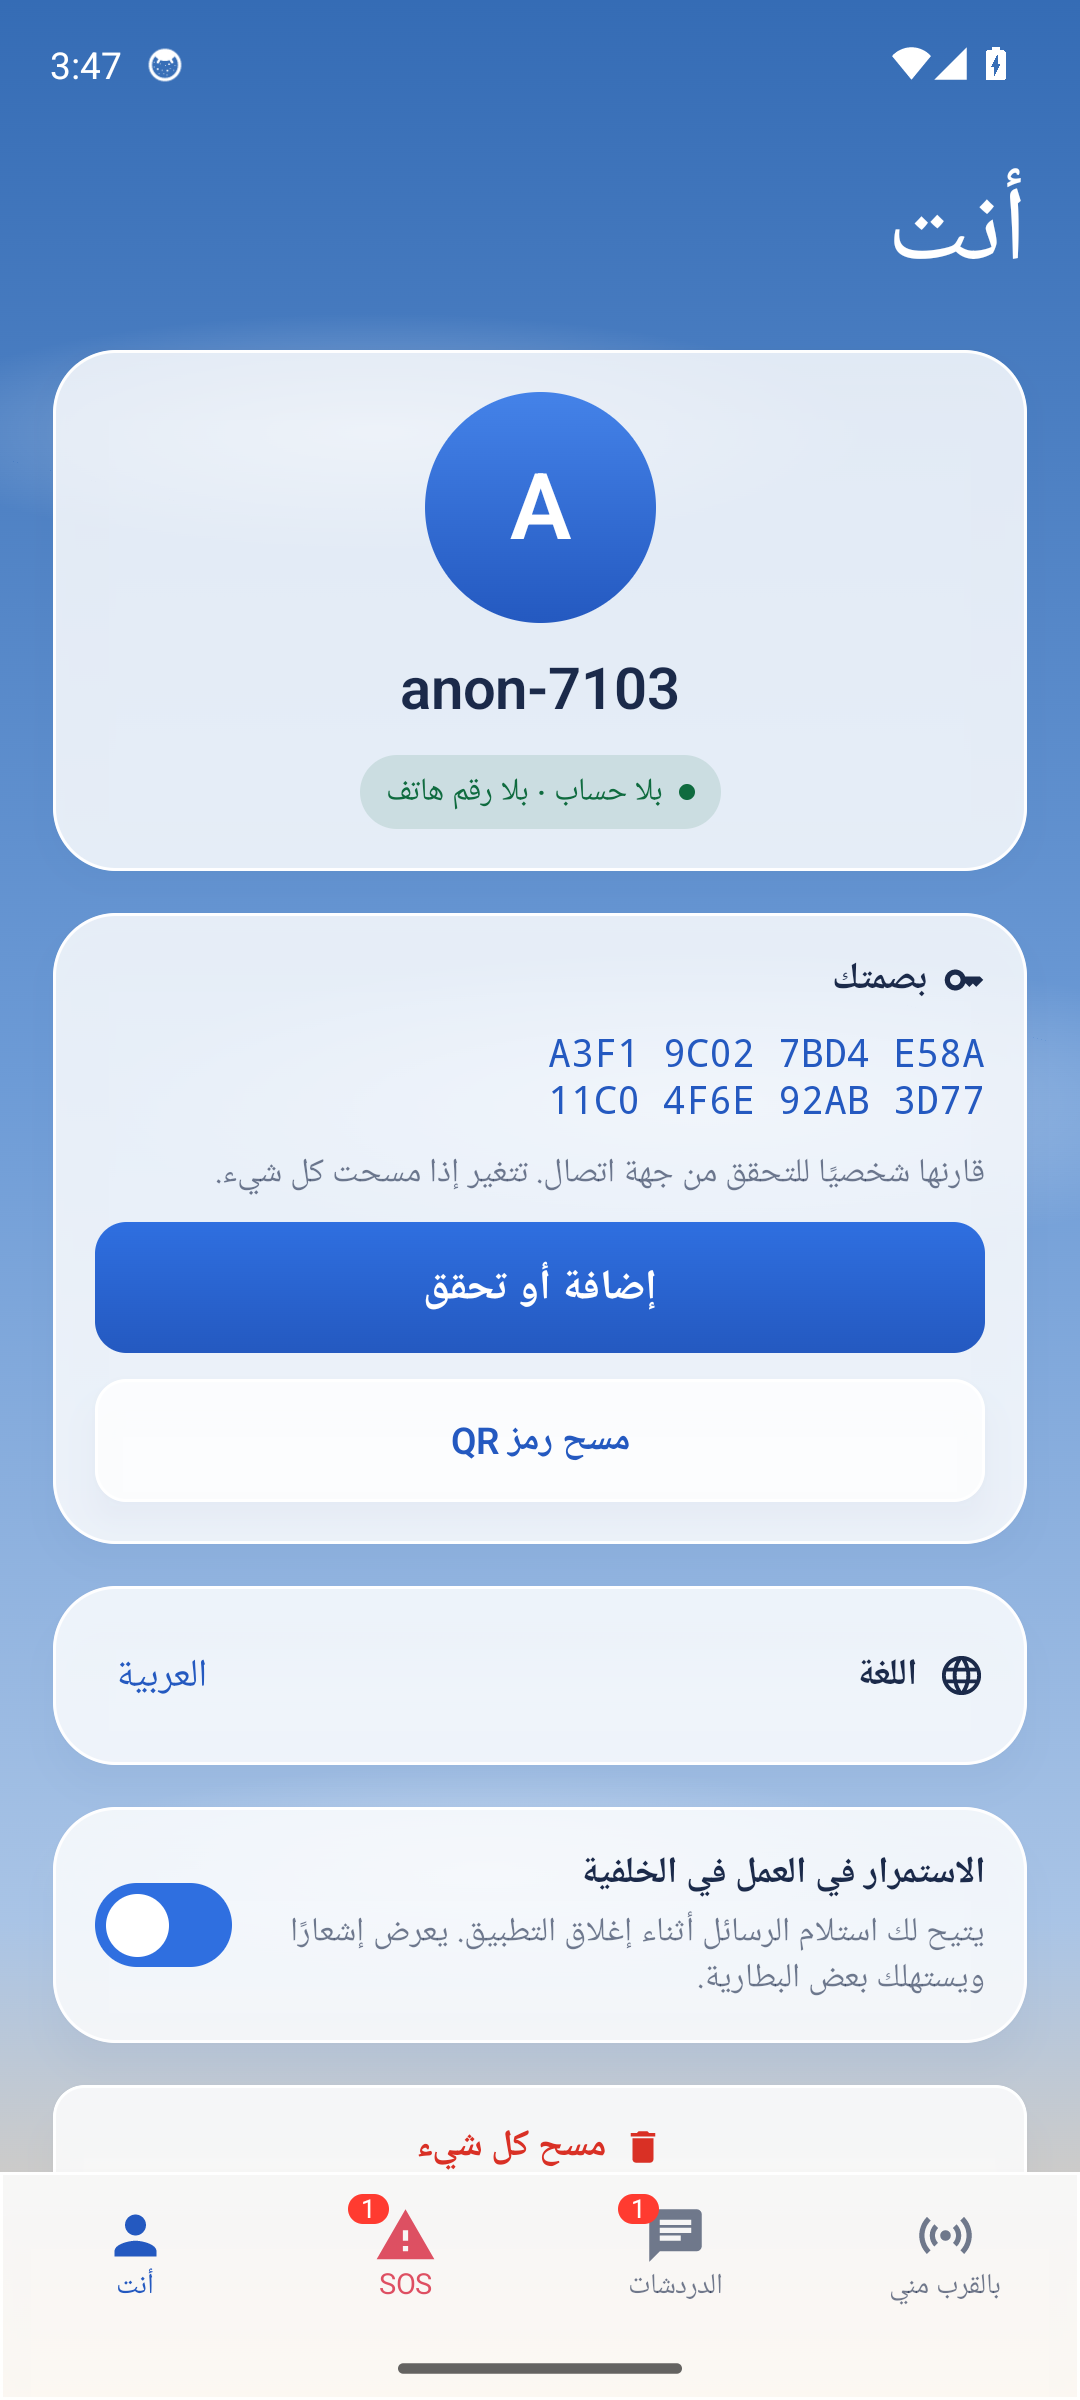 3:47
أنت
A
anon-7103
بلا حساب · بلا رقم هاتف
بصمتك
A3F1 9C02 7BD4 E58A
11C0 4F6E 92AB 3D77
قارنها شخصيًا للتحقق من جهة اتصال. تتغير إذا مسحت كل شيء.
إضافة أو تحقق
مسح رمز QR
اللغة
العربية
الاستمرار في العمل في الخلفية
يتيح لك استلام الرسائل أثناء إغلاق التطبيق. يعرض إشعارًا
ويستهلك بعض البطارية.
مسح كل شيء
بالقرب مني
1
الدردشات
1
SOS
أنت